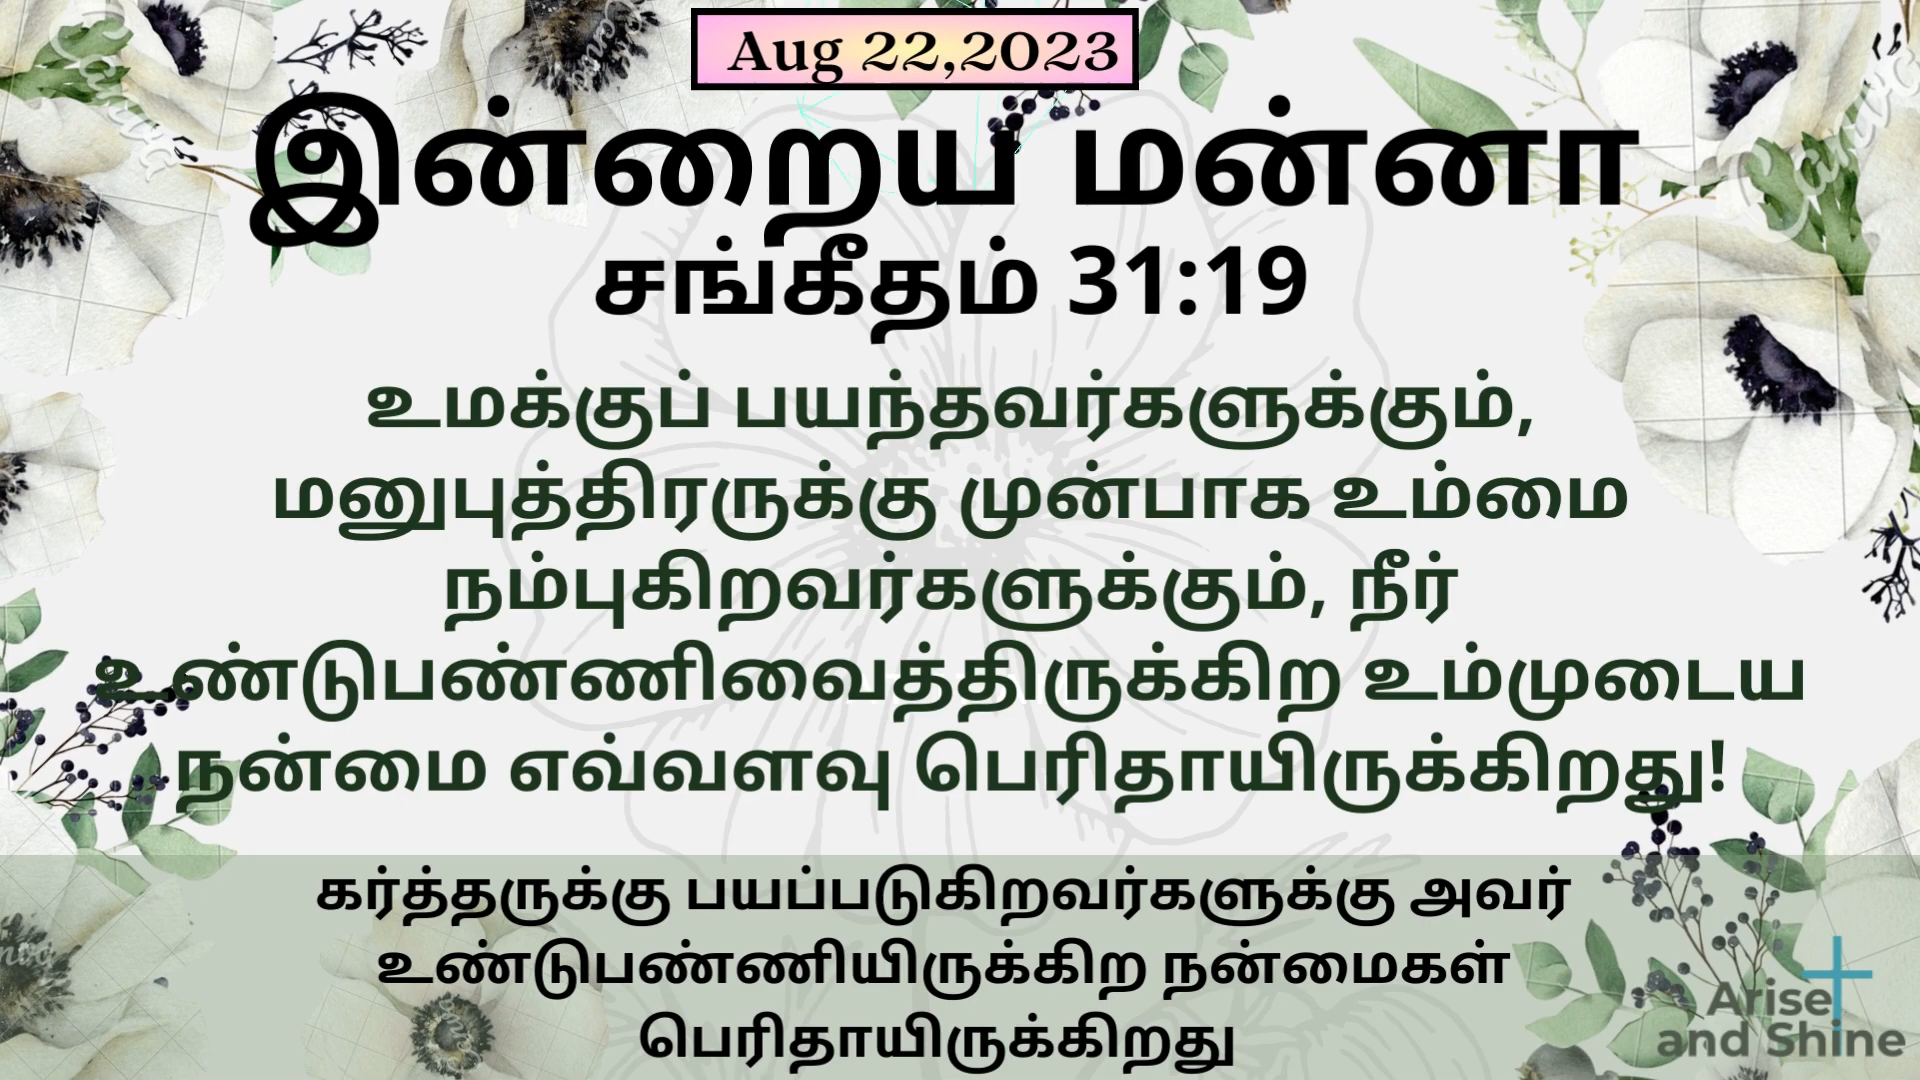 Aug 22,2023
இன்றைய மன்னா
சங்கீதம் 31:19
உமக்குப் பயந்தவர்களுக்கும்,
மனுபுத்திரருக்கு முன்பாக உம்மை
நம்புகிறவர்களுக்கும், நீர்
உண்டுபண்ணிவைத்திருக்கிற உம்முடைய
நன்மை எவ்வளவு பெரிதாயிருக்கிறது!
கர்த்தருக்கு பயப்படுகிறவர்களுக்கு அவர்
உண்டுபண்ணியிருக்கிற நன்மைகள்
பெரிதாயிருக்கிறது
Arise
and Shine